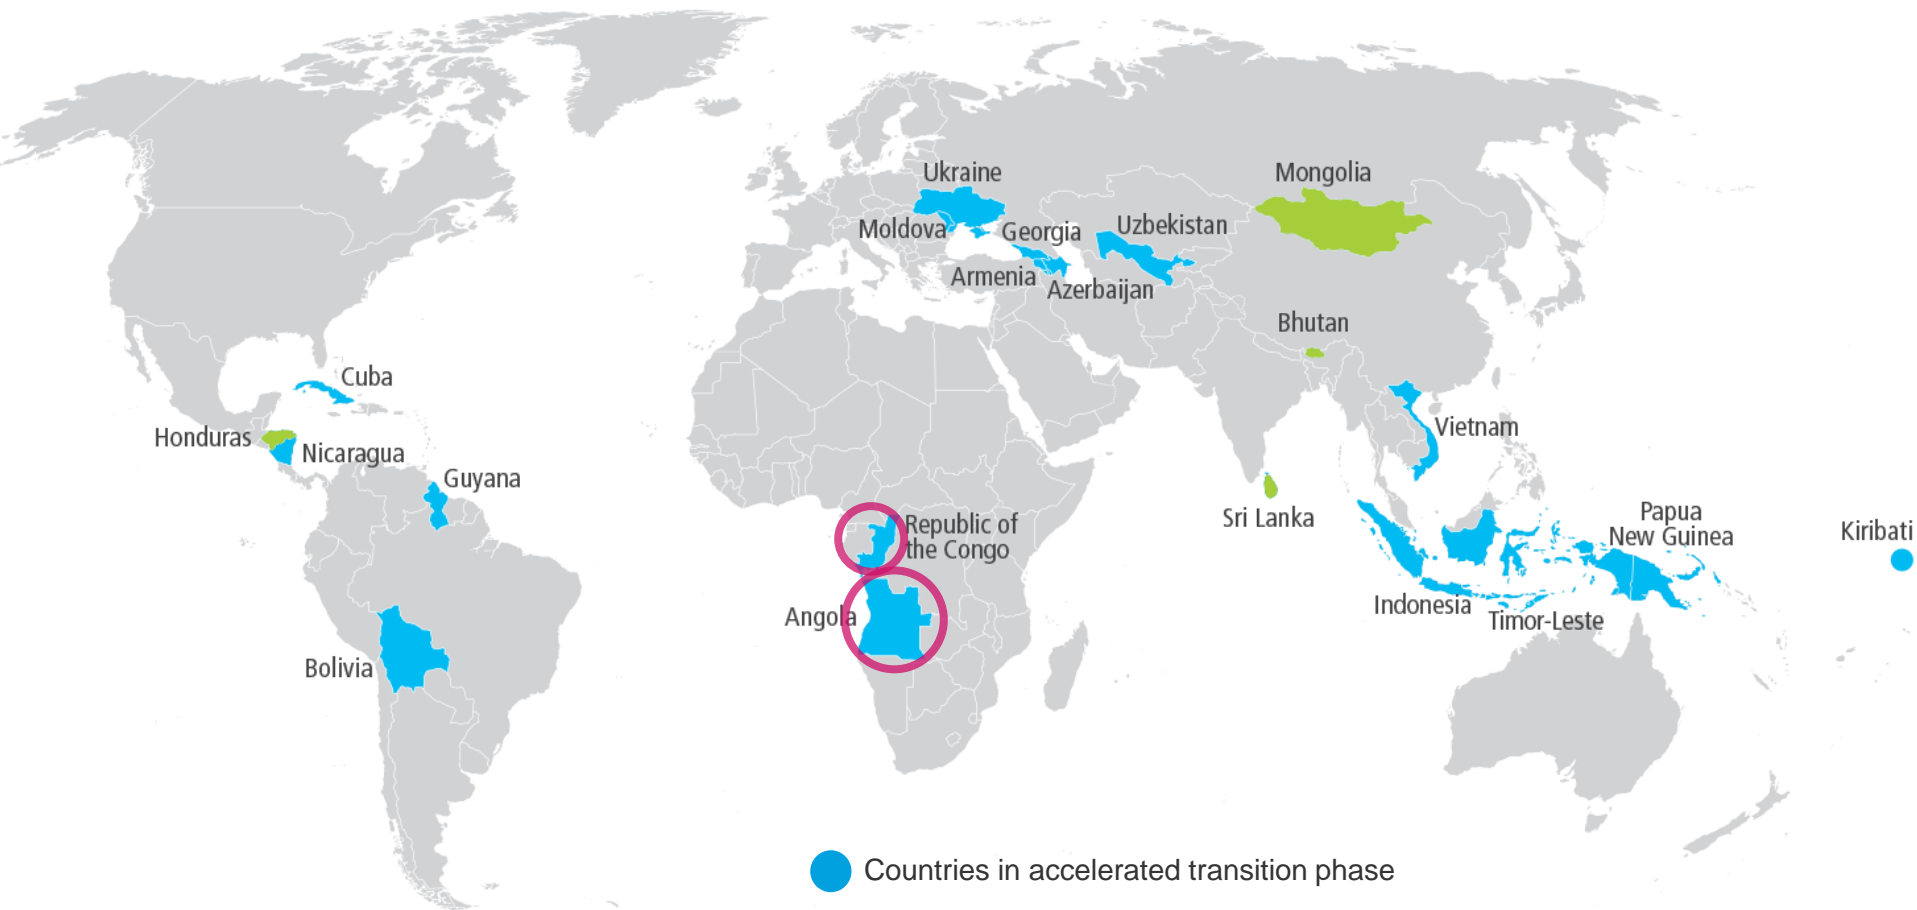 Ukraine
Mongolia
Moldova
Georgia
Uzbekistan
Armenia
Azerbaijan
Bhutan
Cuba
Honduras
Nicaragua
Vietnam
Guyana
Sri Lanka
Republic of
the Congo
Papua
New Guinea
Kiribati
Angola
Indonesia
Timor-Leste
Bolivia
Countries in accelerated transition phase